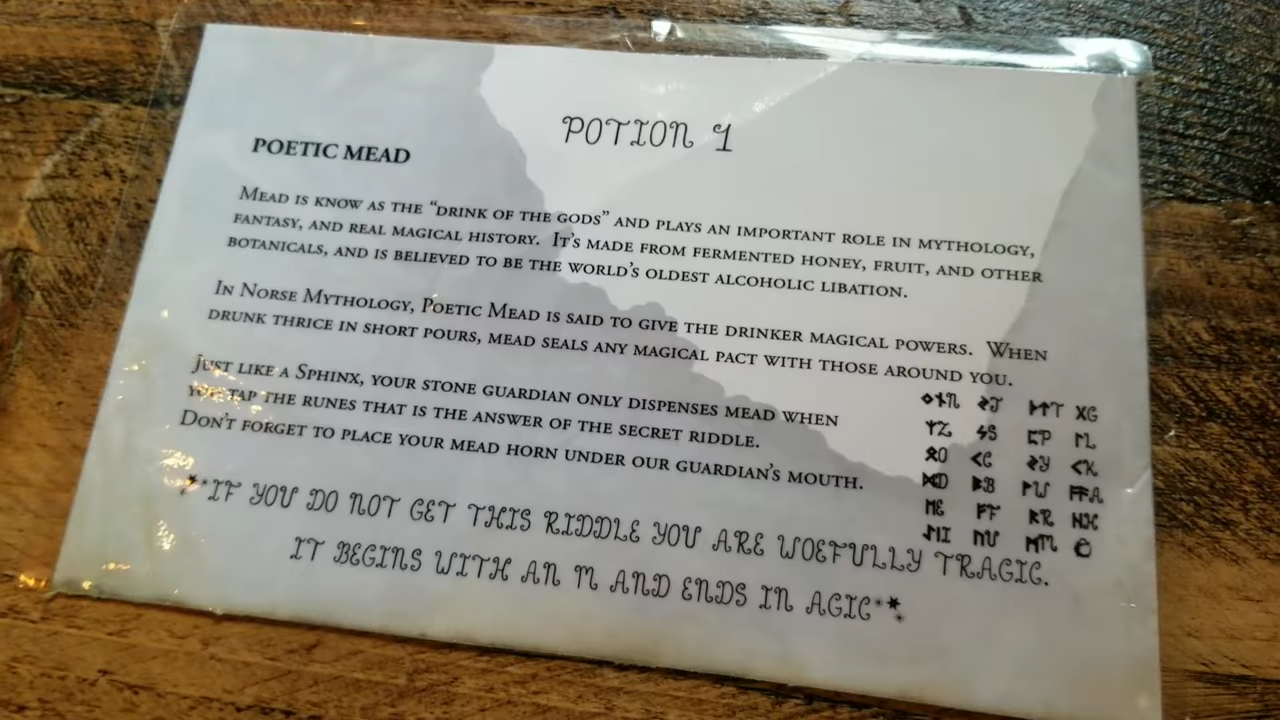 POTION 1
POETIC MEAD
MEAD IS KNOW AS THE "DRINK OF THE GODS" AND PLAYS AN IMPORTANT ROLE IN MYTHOLOGY,
FANTASY, AND REAL MAGICAL HISTORY. IT'S MADE FROM FERMENTED HONEY, FRUIT, AND OTHER
BOTANICALS, AND IS BELIEVED TO BE THE WORLD'S OLDEST ALCOHOLIC LIBATION.
IN NORSE MYTHOLOGY, POETIC MEAD IS SAID TO GIVE THE DRINKER MAGICAL POWERS. WHEN
DRUNK THRICE IN SHORT POURS, MEAD SEALS ANY MAGICAL PACT WITH THOSE AROUND YOU.
JUST LIKE A SPHINX, YOUR STONE GUARDIAN ONLY DISPENSES MEAD WHEN
YOU TAP THE RUNES THAT IS THE ANSWER OF THE SECRET RIDDLE.
DON'T FORGET TO PLACE YOUR MEAD HORN UNDER OUR GUARDIAN'S MOUTH.
N J T G
Z S P L
O C Y K
D B W A
E F R H
I U M
**IF YOU DO NOT GET THIS RIDDLE YOU ARE WOEFULLY TRAGIC.
IT BEGINS WITH AN M AND ENDS IN AGIC**